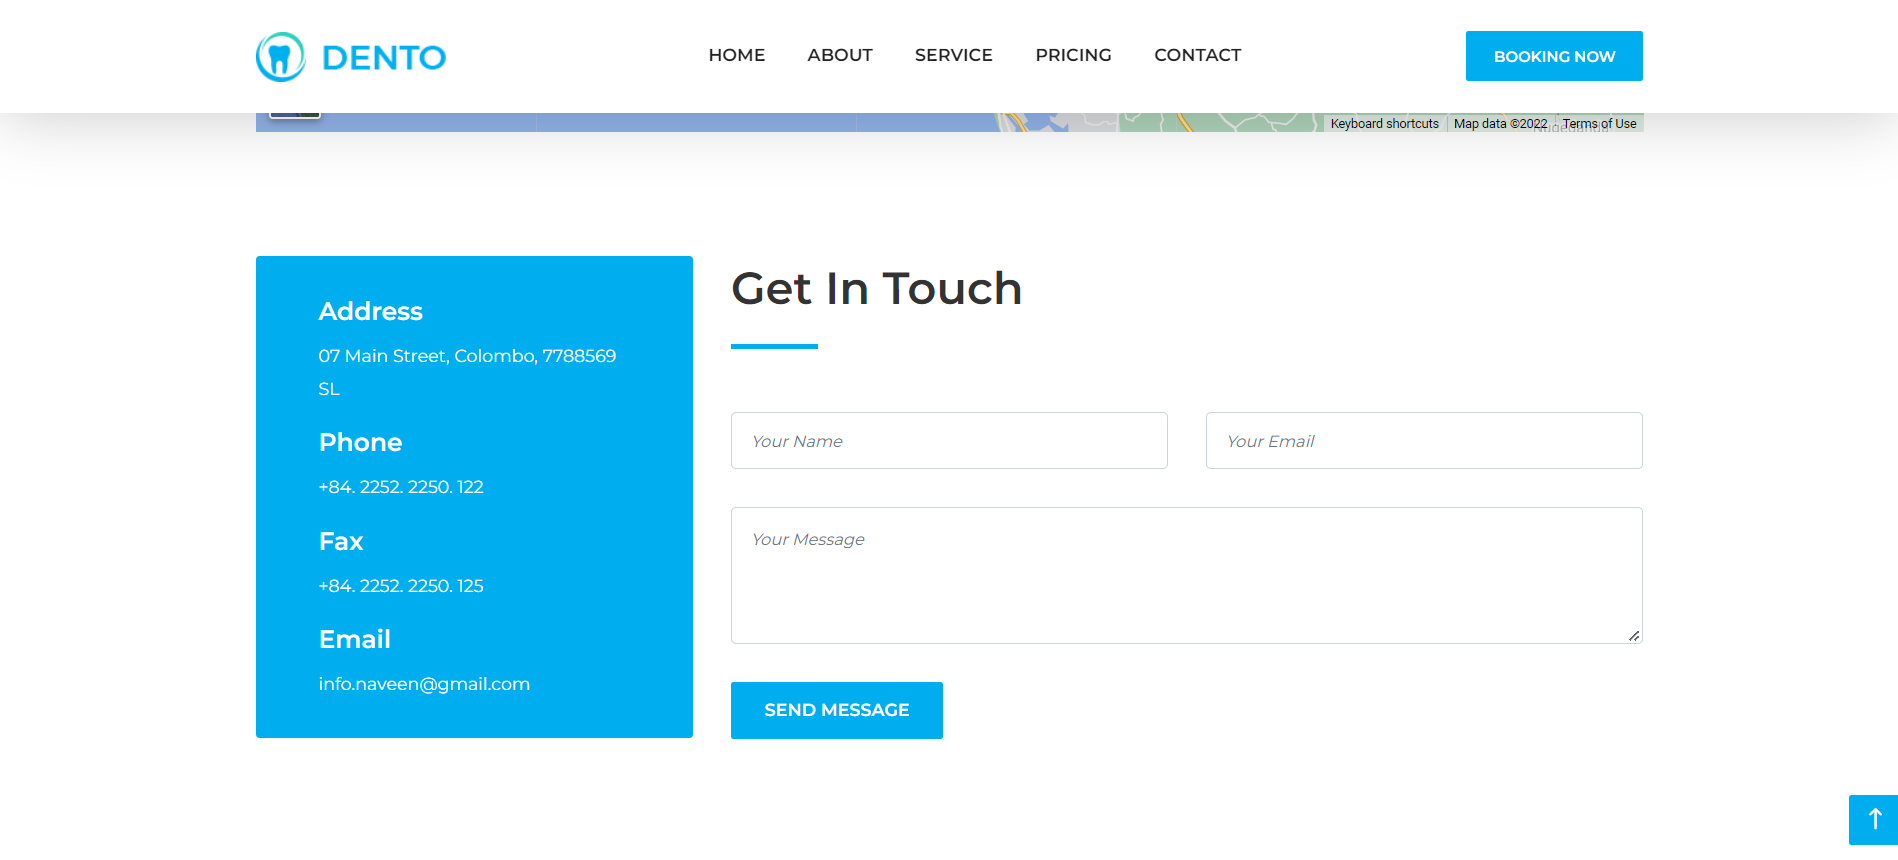 DENTO
HOME ABOUT SERVICE PRICING CONTACT
BOOKING NOW
Keyboard shortcuts Map data ©2022 Terms of Use
Address
07 Main Street, Colombo, 7788569
SL
Phone
+84. 2252. 2250. 122
Fax
+84. 2252. 2250. 125
Email
info.naveen@gmail.com
Get In Touch
Your Name
Your Email
Your Message
SEND MESSAGE